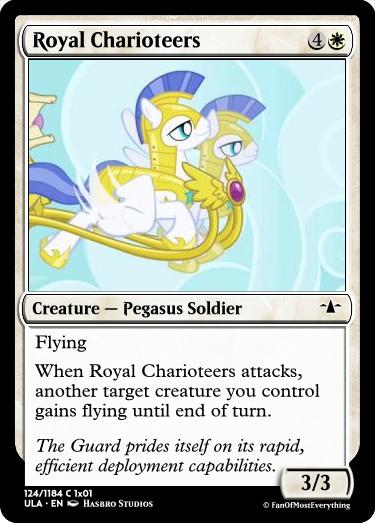 Royal Charioteers 4
Creature — Pegasus Soldier
Flying
When Royal Charioteers attacks,
another target creature you control
gains flying until end of turn.
The Guard prides itself on its rapid,
efficient deployment capabilities.
3/3
124/1184 C 1x01
ULA • EN Hasbro Studios
© FanOfMostEverything